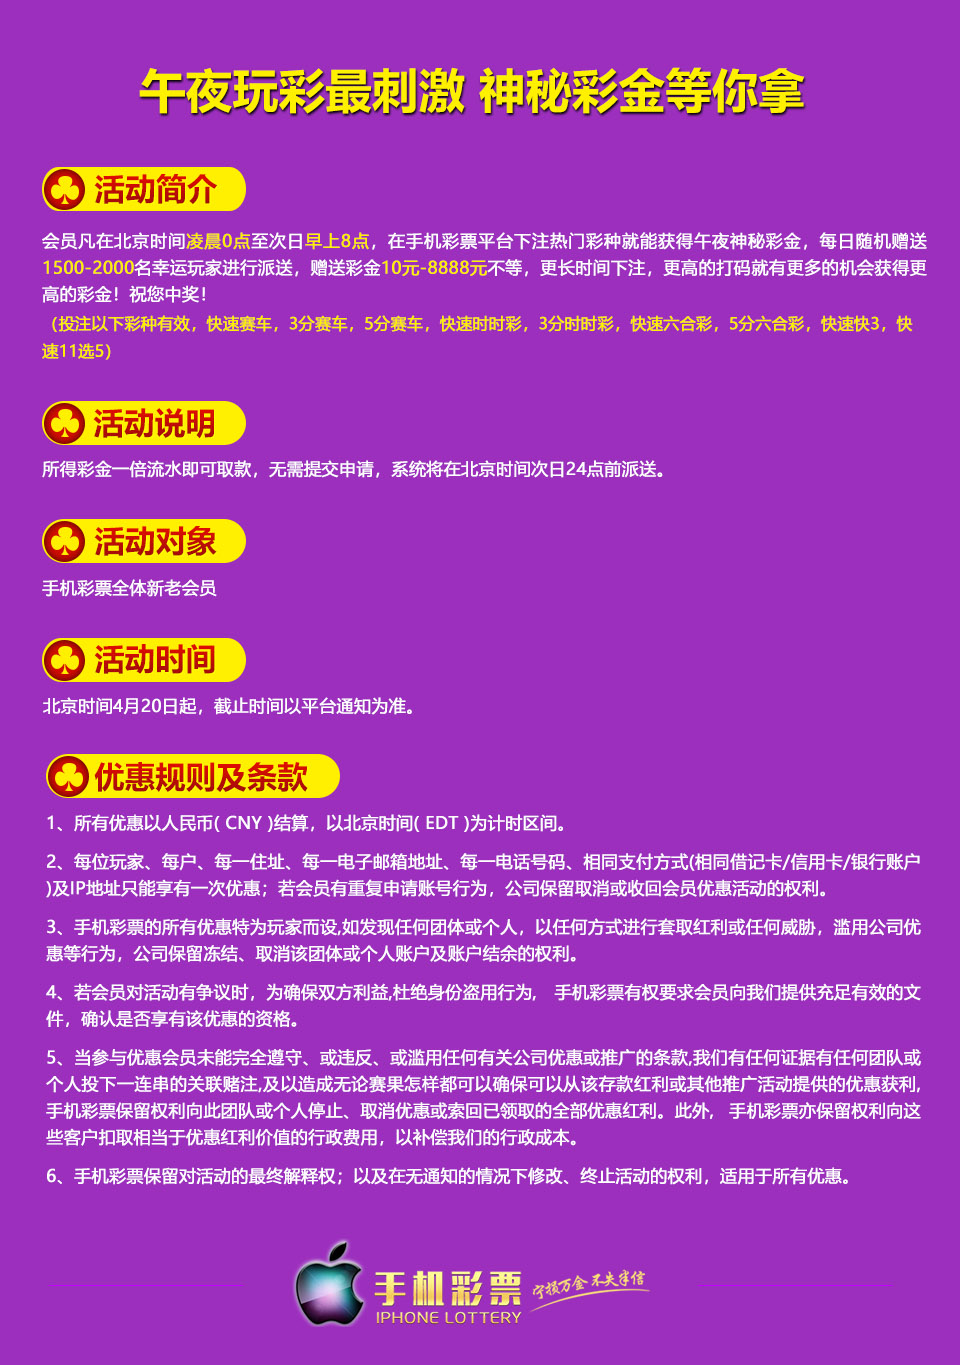 午夜玩彩最刺激 神秘彩金等你拿
活动简介
会员凡在北京时间凌晨0点至次日早上8点，在手机彩票平台下注热门彩种就能获得午夜神秘彩金，每日随机赠送
1500-2000名幸运玩家进行派送，赠送彩金10元-8888元不等，更长时间下注，更高的打码就有更多的机会获得更
高的彩金！祝您中奖！
（投注以下彩种有效，快速赛车，3分赛车，5分赛车，快速时时彩，3分时时彩，快速六合彩，5分六合彩，快速快3，快
速11选5）
活动说明
所得彩金一倍流水即可取款，无需提交申请，系统将在北京时间次日24点前派送。
活动对象
手机彩票全体新老会员
活动时间
北京时间4月20日起，截止时间以平台通知为准。
优惠规则及条款
1、所有优惠以人民币( CNY )结算，以北京时间( EDT )为计时区间。
2、每位玩家、每户、每一住址、每一电子邮箱地址、每一电话号码、相同支付方式(相同借记卡/信用卡/银行账户
)及IP地址只能享有一次优惠；若会员有重复申请账号行为，公司保留取消或收回会员优惠活动的权利。
3、手机彩票的所有优惠特为玩家而设,如发现任何团体或个人，以任何方式进行套取红利或任何威胁，滥用公司优
惠等行为，公司保留冻结、取消该团体或个人账户及账户结余的权利。
4、若会员对活动有争议时，为确保双方利益,杜绝身份盗用行为， 手机彩票有权要求会员向我们提供充足有效的文
件，确认是否享有该优惠的资格。
5、当参与优惠会员未能完全遵守、或违反、或滥用任何有关公司优惠或推广的条款,我们有任何证据有任何团队或
个人投下一连串的关联赌注,及以造成无论赛果怎样都可以确保可以从该存款红利或其他推广活动提供的优惠获利,
手机彩票保留权利向此团队或个人停止、取消优惠或索回已领取的全部优惠红利。此外， 手机彩票亦保留权利向这
些客户扣取相当于优惠红利价值的行政费用，以补偿我们的行政成本。
6、手机彩票保留对活动的最终解释权；以及在无通知的情况下修改、终止活动的权利，适用于所有优惠。
手机彩票 宁损万金 不失半信
IPHONE LOTTERY